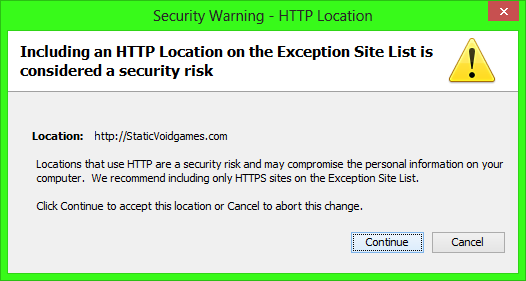 Security Warning - HTTP Location
Including an HTTP Location on the Exception Site List is
considered a security risk
Location: http://StaticVoidgames.com
Locations that use HTTP are a security risk and may compromise the personal information on your
computer. We recommend including only HTTPS sites on the Exception Site List.
Click Continue to accept this location or Cancel to abort this change.
Continue Cancel